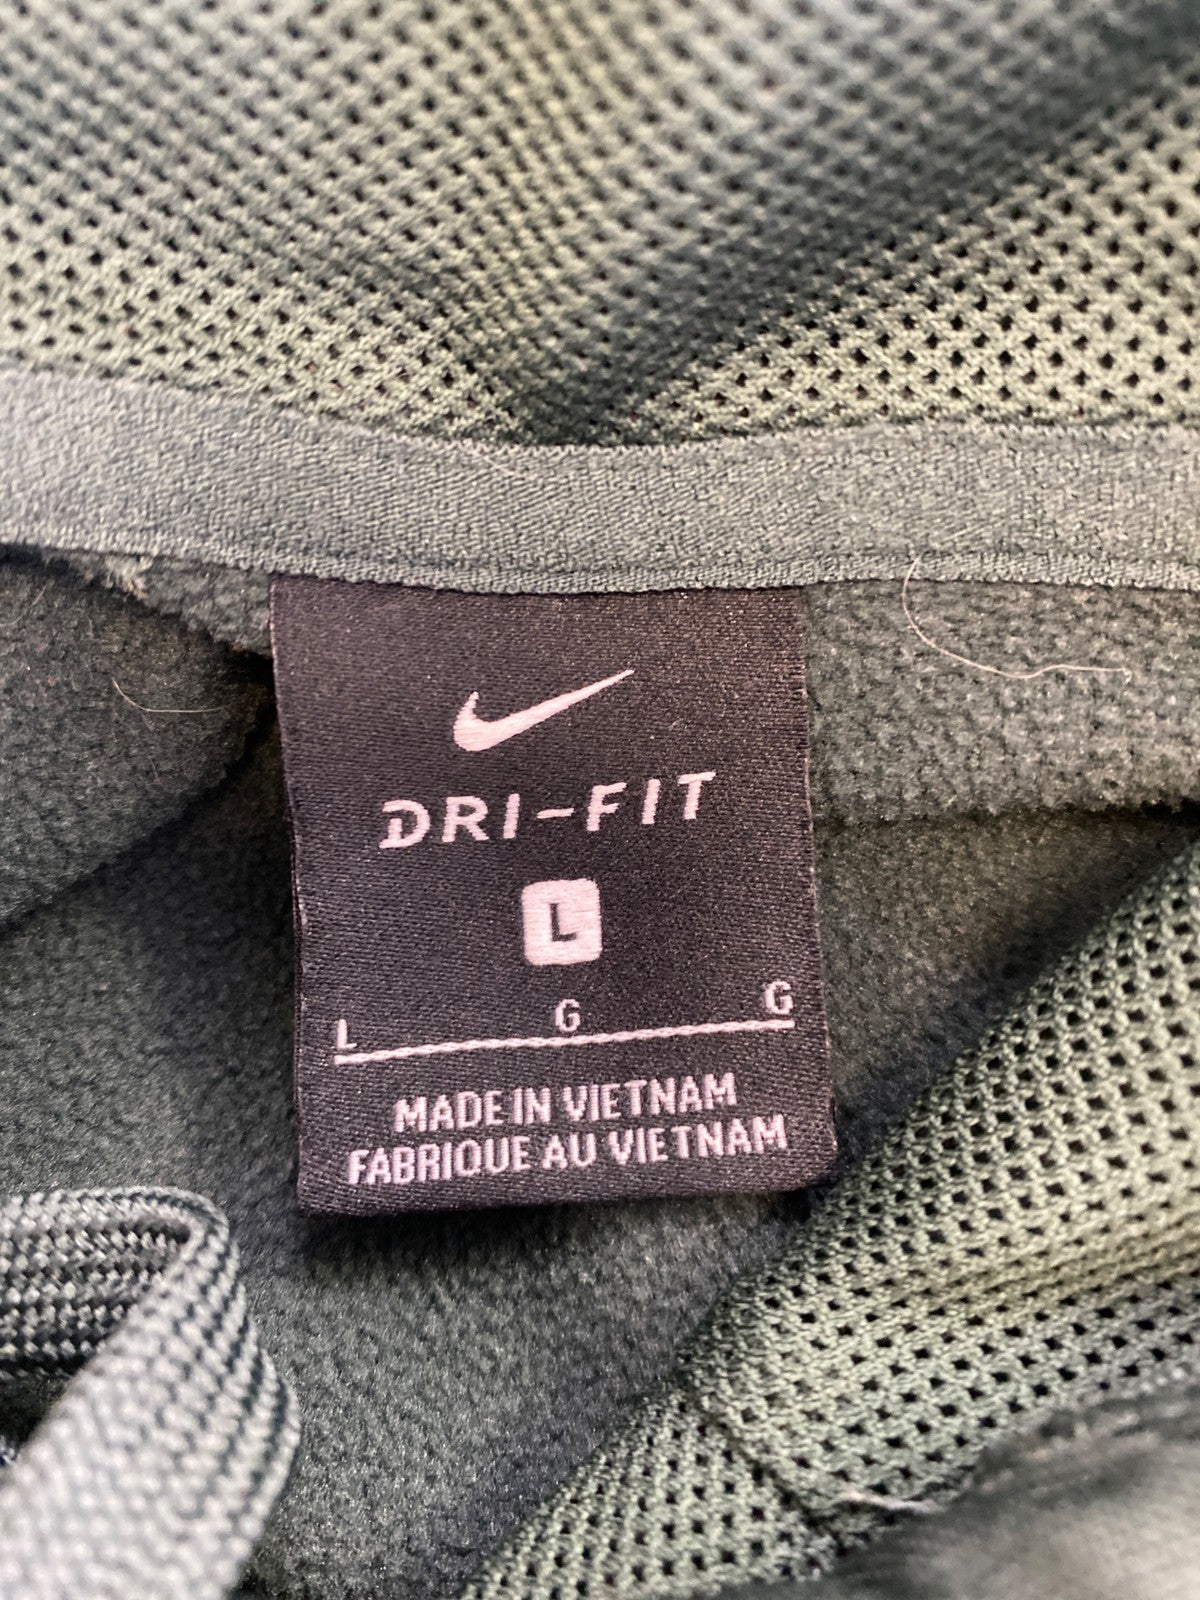 DRI-FIT
L
L G G
MADE IN VIETNAM
FABRIQUE AU VIETNAM